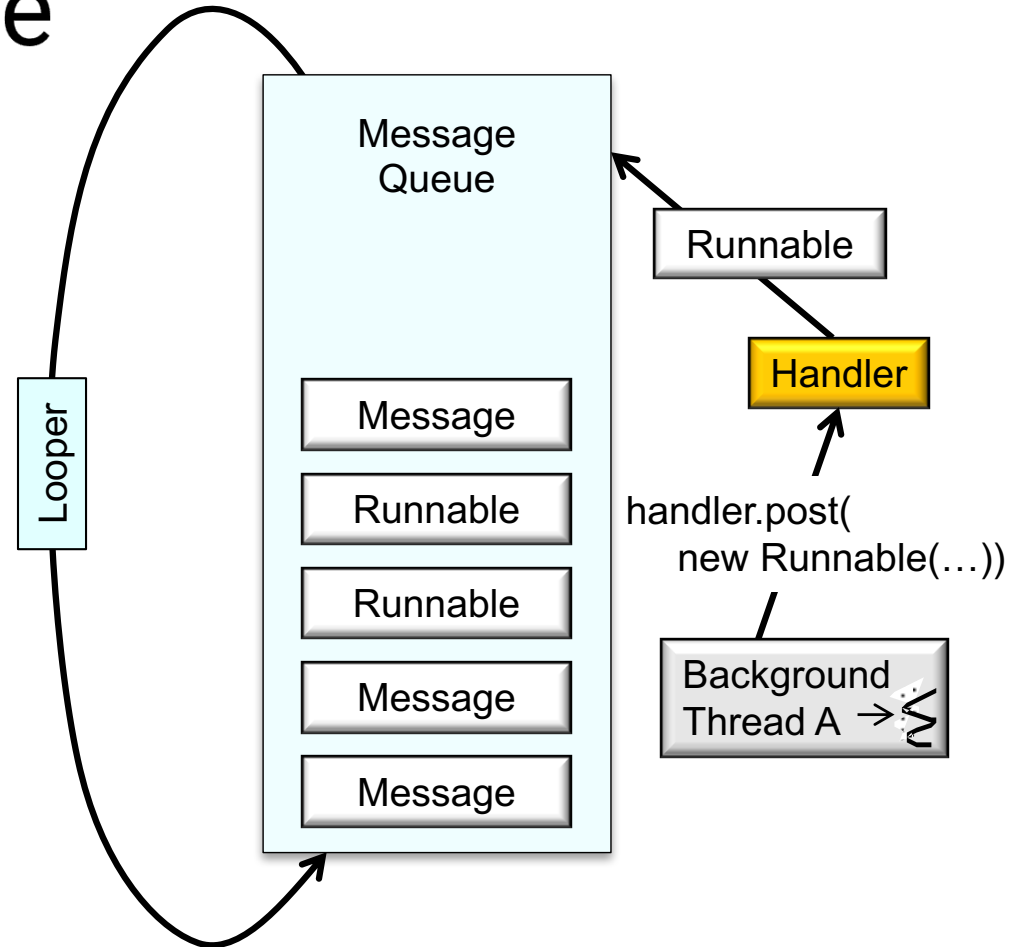 e
Message
Queue
Runnable
Handler
Looper
Message
Runnable
handler.post(
new Runnable(…))
Runnable
Message
Background
Thread A
Message